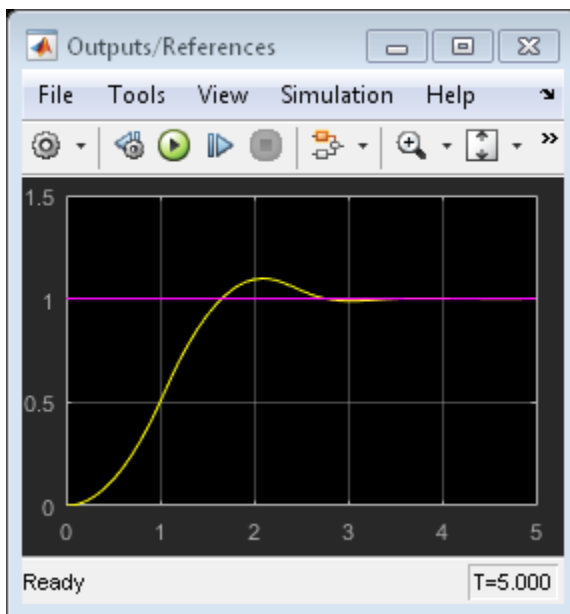 Outputs/References
File Tools View Simulation Help
1.5
1
0.5
0
0 1 2 3 4 5
Ready T=5.000